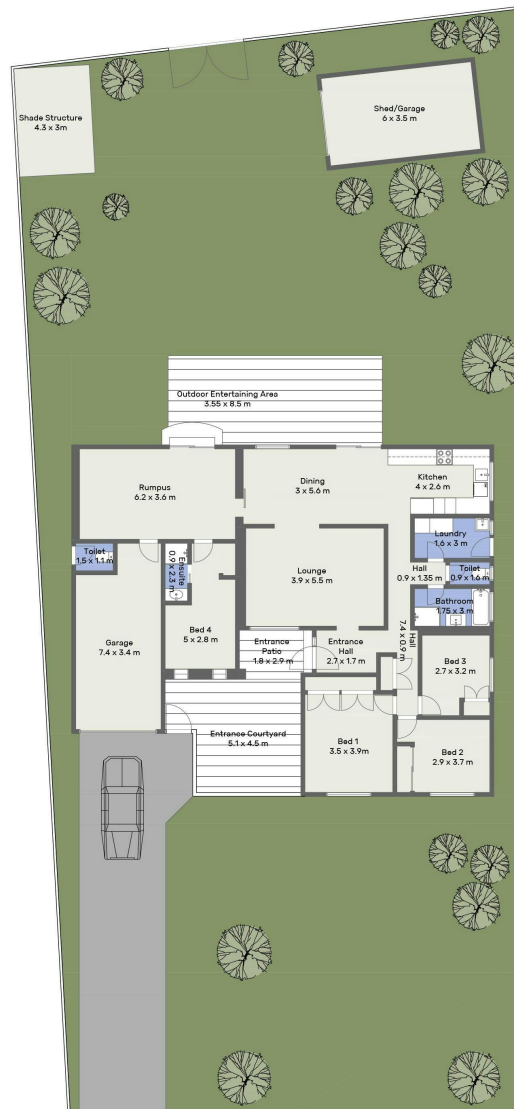 Shed/Garage
6 x 3.5 m
Shade Structure
4.3 x 3m
Outdoor Entertaining Area
3.55 x 8.5 m
Rumpus
6.2 x 3.6 m
Dining
3 x 5.6 m
Kitchen
4 x 2.6 m
Toilet
1.5 x 1.1 m
Ensuite
0.9 x 2.3 m
Lounge
3.9 x 5.5 m
Laundry
1.6 x 3 m
Hall
0.9 x 1.35 m
Toilet
0.9 x 1.6 m
Bathroom
1.75 x 3 m
Garage
7.4 x 3.4 m
Bed 4
5 x 2.8 m
Entrance
Patio
1.8 x 2.9 m
Entrance
Hall
2.7 x 1.7 m
Hall
7.4 x 0.9 m
Bed 3
2.7 x 3.2 m
Entrance Courtyard
5.1 x 4.5 m
Bed 1
3.5 x 3.9m
Bed 2
2.9 x 3.7 m